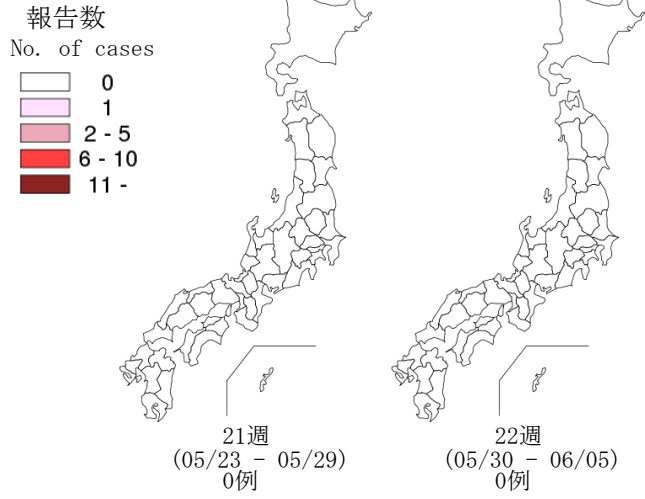 報告数
No. of cases
0
1
2 - 5
6 - 10
11 -
21週
(05/23 - 05/29)
0例
22週
(05/30 - 06/05)
0例